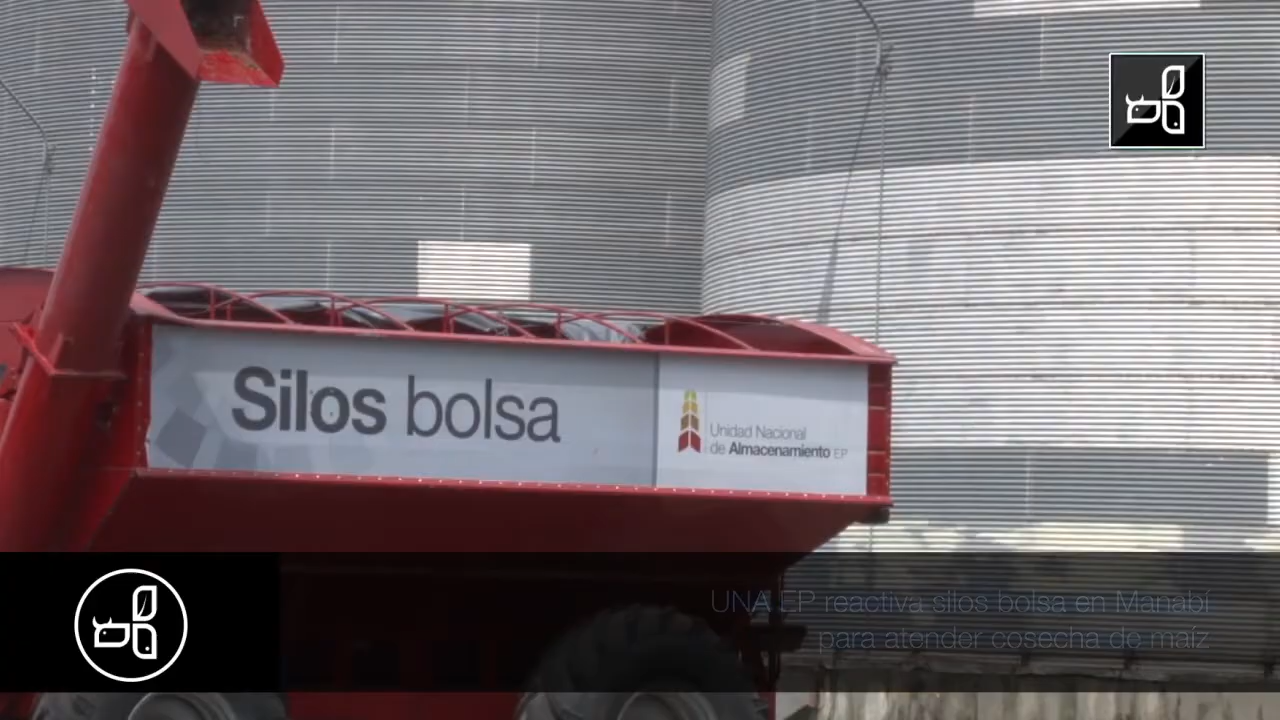 Silos bolsa
Unidad Nacional
de Almacenamiento EP
UNA EP reactiva silos bolsa en Manabí
para atender cosecha de maíz